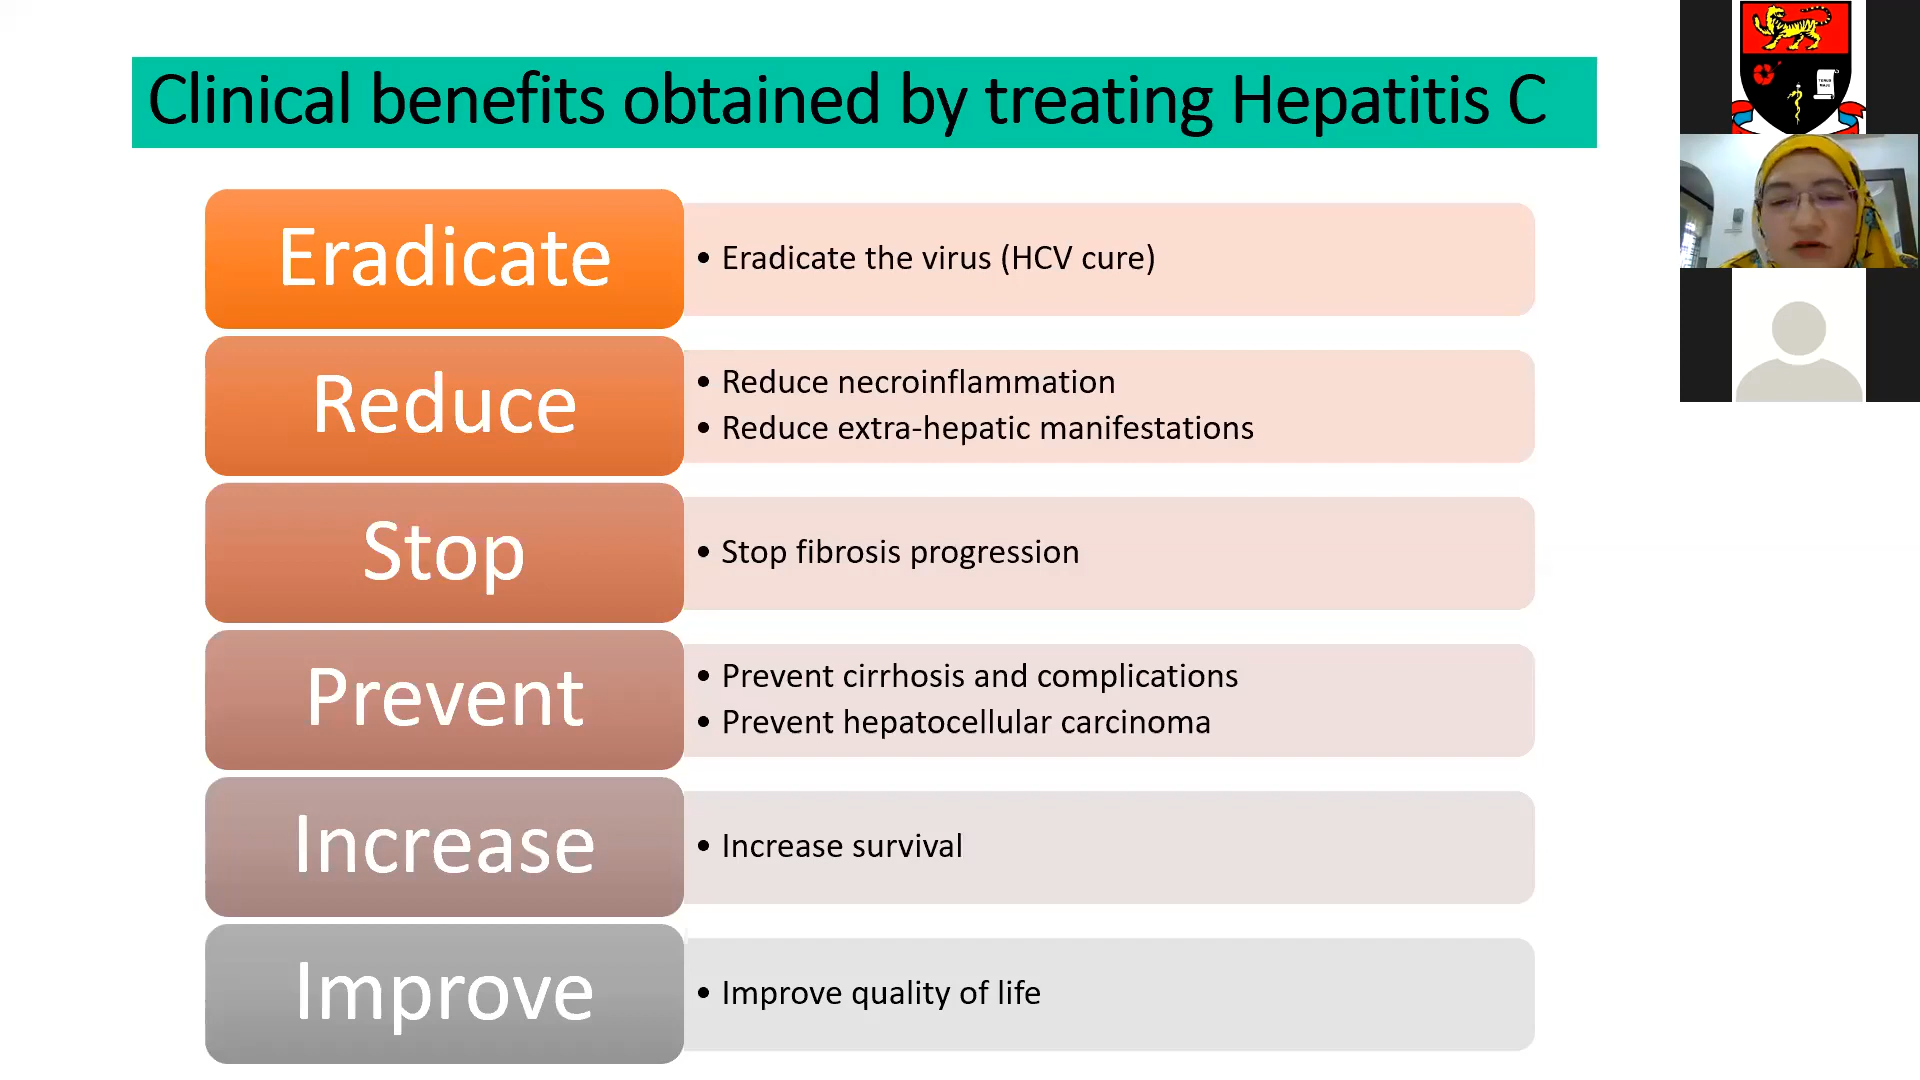 Clinical benefits obtained by treating Hepatitis C
Eradicate
• Eradicate the virus (HCV cure)
Reduce
• Reduce necroinflammation
• Reduce extra-hepatic manifestations
Stop
• Stop fibrosis progression
Prevent
• Prevent cirrhosis and complications
• Prevent hepatocellular carcinoma
Increase
• Increase survival
Improve
• Improve quality of life